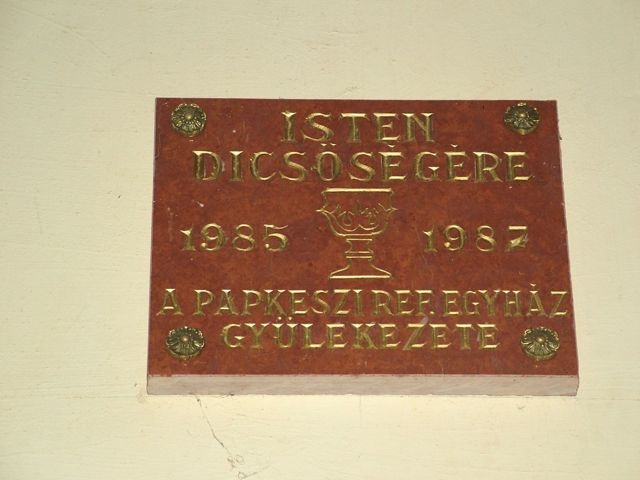 ISTEN
DICSŐSÉGÉRE
1985 1987
A PAPKESZI REF. EGYHÁZ
GYÜLEKEZETE